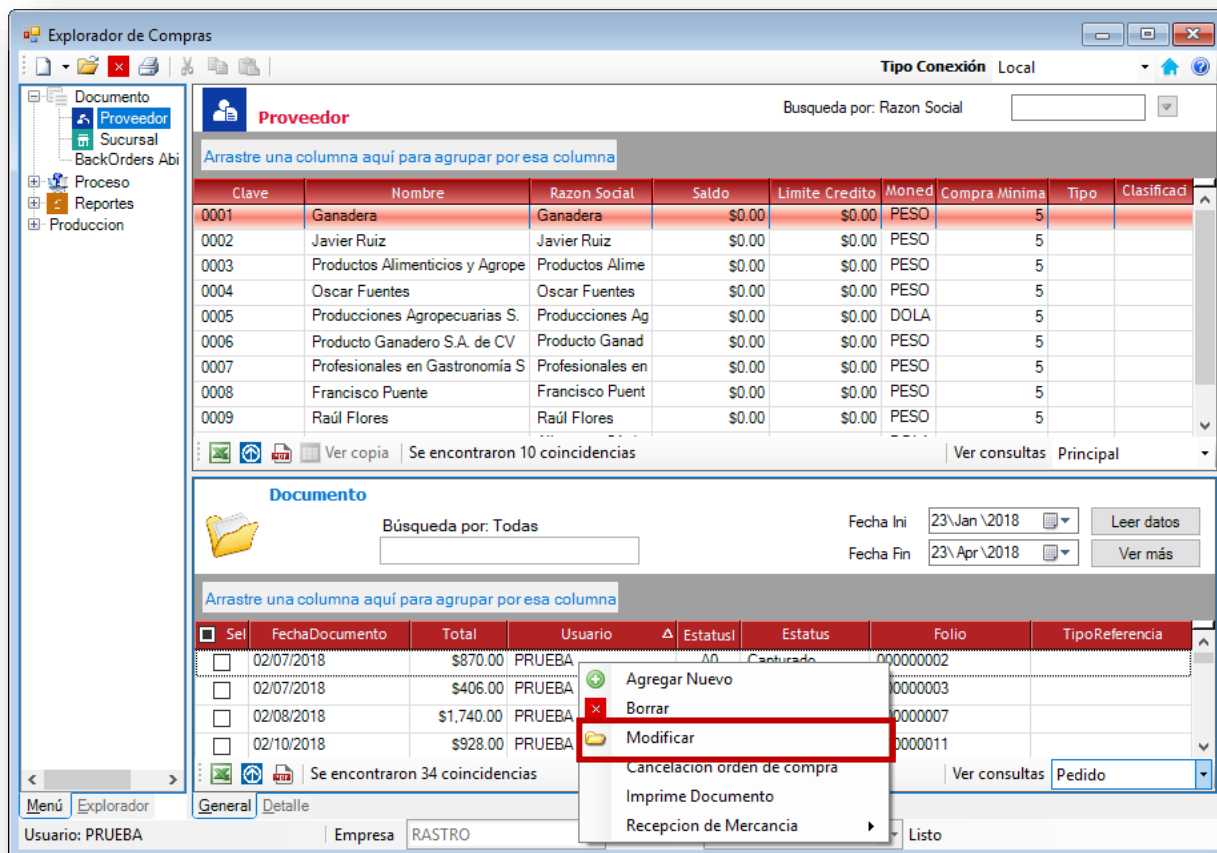 Explorador de Compras
Tipo Conexión Local
Documento
Proveedor
Sucursal
BackOrders Abi
Proceso
Reportes
Produccion
Proveedor
Busqueda por: Razon Social
Arrastre una columna aquí para agrupar por esa columna
Clave Nombre Razon Social Saldo Limite Credito Moned Compra Minima Tipo Clasificaci
0001 Ganadera Ganadera $0.00 $0.00 PESO 5
0002 Javier Ruiz Javier Ruiz $0.00 $0.00 PESO 5
0003 Productos Alimenticios y Agrope Productos Alime $0.00 $0.00 PESO 5
0004 Oscar Fuentes Oscar Fuentes $0.00 $0.00 PESO 5
0005 Producciones Agropecuarias S. Producciones Ag $0.00 $0.00 DOLA 5
0006 Producto Ganadero S.A. de CV Producto Ganad $0.00 $0.00 PESO 5
0007 Profesionales en Gastronomía S Profesionales en $0.00 $0.00 PESO 5
0008 Francisco Puente Francisco Puent $0.00 $0.00 PESO 5
0009 Raúl Flores Raúl Flores $0.00 $0.00 PESO 5
Ver copia Se encontraron 10 coincidencias Ver consultas Principal
Documento
Búsqueda por: Todas
Fecha Ini 23\Jan \2018 Leer datos
Fecha Fin 23\Apr \2018 Ver más
Arrastre una columna aquí para agrupar por esa columna
Sel FechaDocumento Total Usuario EstatusI Estatus Folio TipoReferencia
02/07/2018 $870.00 PRUEBA A0 Capturado 000000002
02/07/2018 $406.00 PRUEBA 00000003
02/08/2018 $1,740.00 PRUEBA 00000007
02/10/2018 $928.00 PRUEBA 0000011
Agregar Nuevo
Borrar
Modificar
Cancelacion orden de compra
Imprime Documento
Recepcion de Mercancia
Se encontraron 34 coincidencias Ver consultas Pedido
Menú Explorador
General Detalle
Usuario: PRUEBA Empresa RASTRO Listo